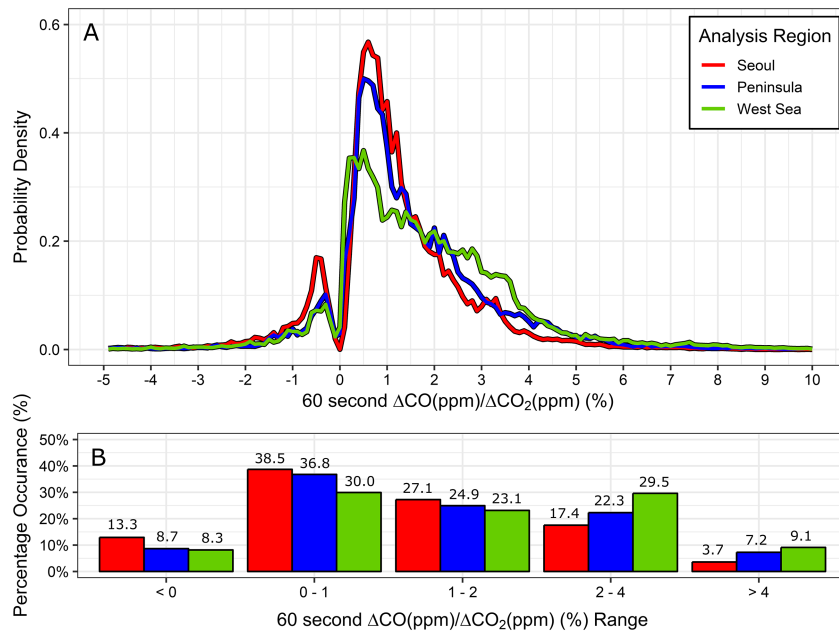 A
Analysis Region
Seoul
Peninsula
West Sea
Probability Density
0.6
0.4
0.2
0.0
-5 -4 -3 -2 -1 0 1 2 3 4 5 6 7 8 9 10
60 second ΔCO(ppm)/ΔCO₂(ppm) (%)
B
Percentage Occurance (%)
50%
40%
30%
20%
10%
0%
13.3 8.7 8.3
38.5 36.8 30.0
27.1 24.9 23.1
17.4 22.3 29.5
3.7 7.2 9.1
< 0 0 - 1 1 - 2 2 - 4 > 4
60 second ΔCO(ppm)/ΔCO₂(ppm) (%) Range